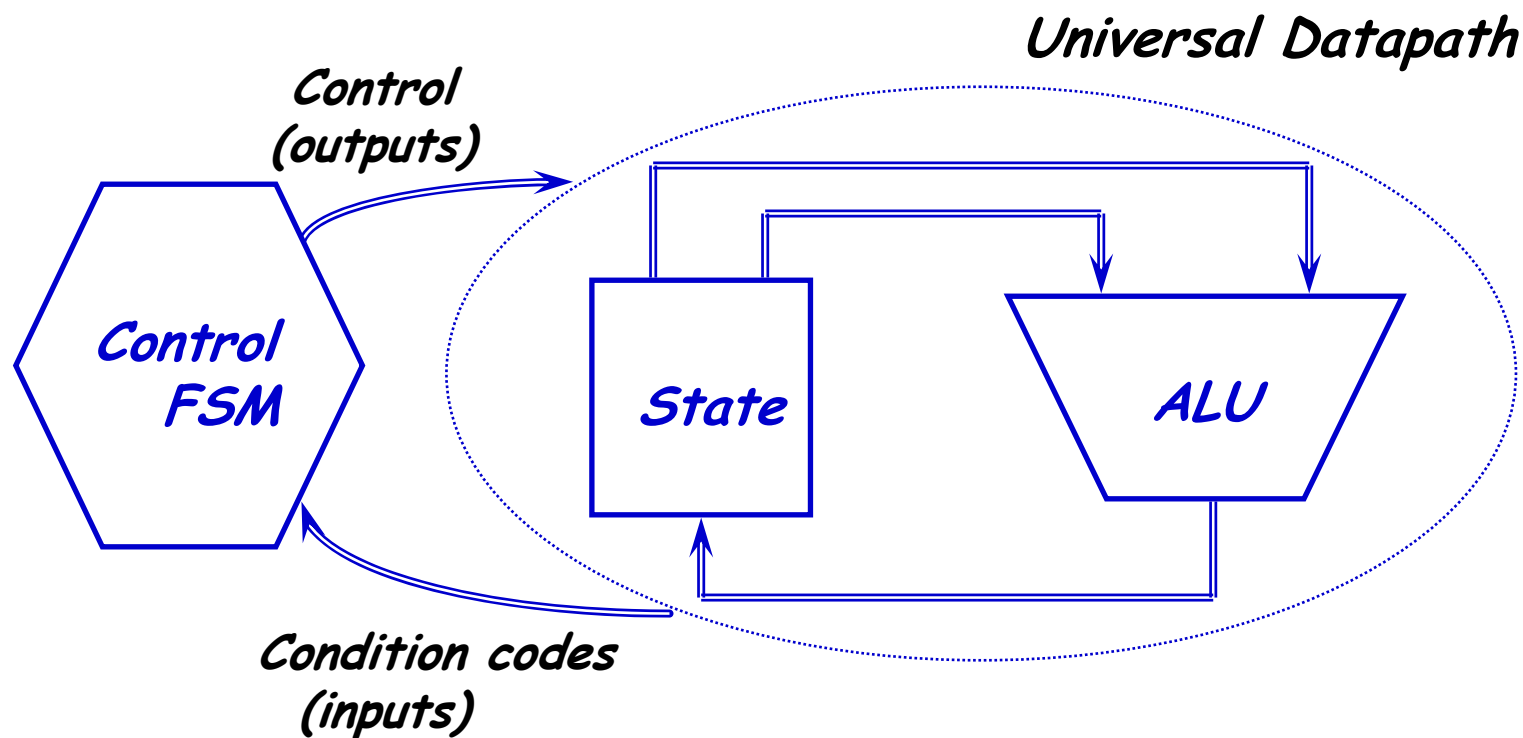 Universal Datapath
Control
(outputs)
Control
FSM
State
ALU
Condition codes
(inputs)